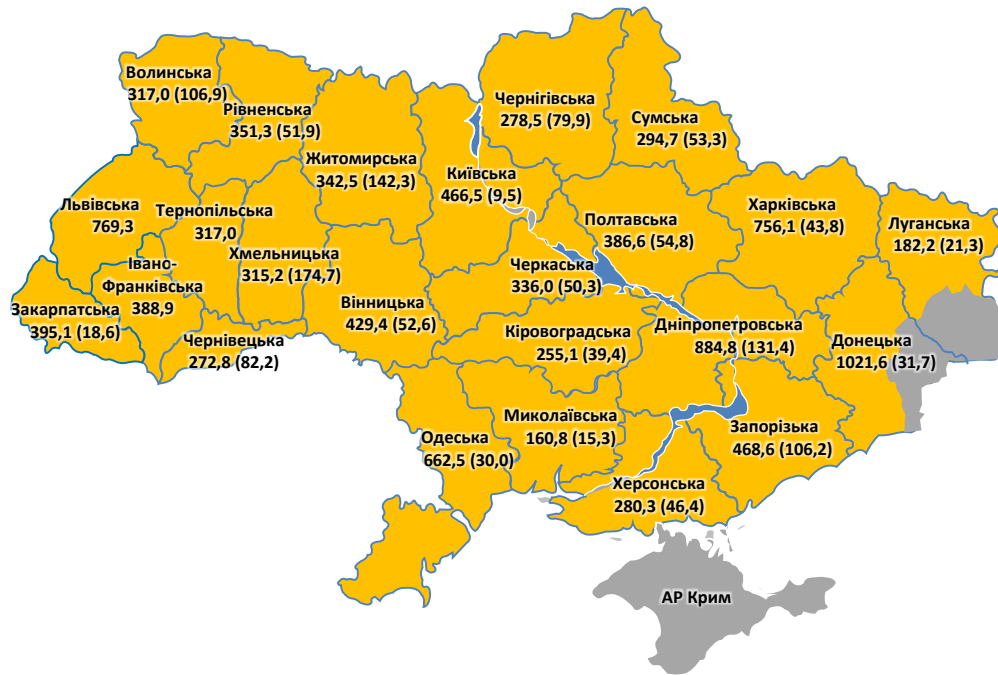 Волинська
317,0 (106,9)
Рівненська
351,3 (51,9)
Житомирська
342,5 (142,3)
Чернігівська
278,5 (79,9)
Сумська
294,7 (53,3)
Київська
466,5 (9,5)
Львівська
769,3
Тернопільська
317,0
Хмельницька
315,2 (174,7)
Полтавська
386,6 (54,8)
Харківська
756,1 (43,8)
Луганська
182,2 (21,3)
Івано-
Франківська
388,9
Закарпатська
395,1 (18,6)
Чернівецька
272,8 (82,2)
Вінницька
429,4 (52,6)
Черкаська
336,0 (50,3)
Кіровоградська
255,1 (39,4)
Дніпропетровська
884,8 (131,4)
Донецька
1021,6 (31,7)
Одеська
662,5 (30,0)
Миколаївська
160,8 (15,3)
Запорізька
468,6 (106,2)
Херсонська
280,3 (46,4)
АР Крим